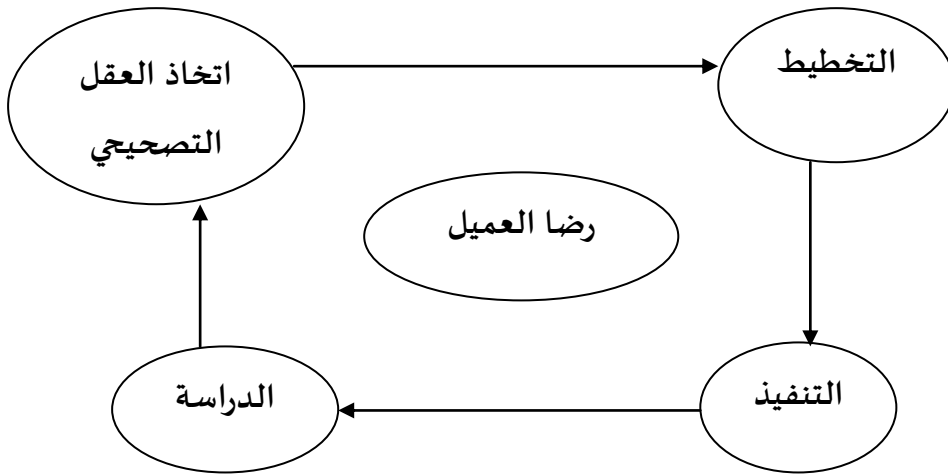 التخطيط
اتخاذ العقل
التصحيحي
رضا العميل
التنفيذ
الدراسة